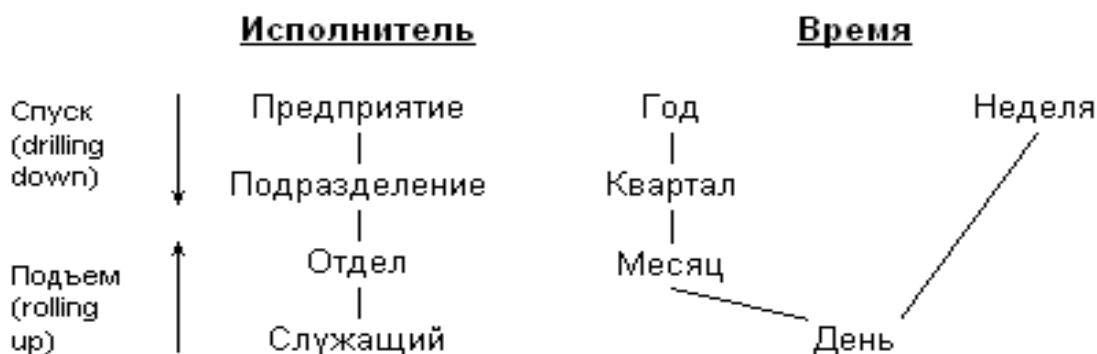 Исполнитель Время
Спуск
(drilling
down)
Предприятие Год Неделя
Подразделение Квартал
Отдел Месяц
Подъем
(rolling
up)
Служащий День